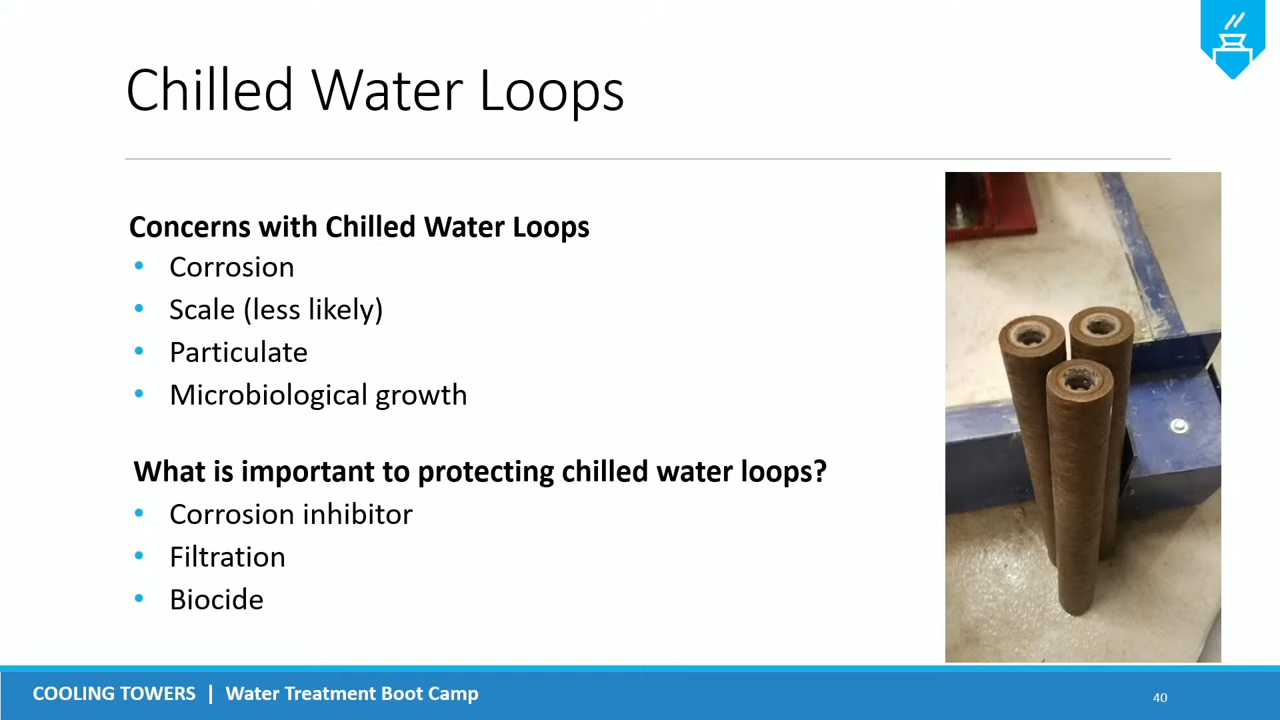 Chilled Water Loops
Concerns with Chilled Water Loops
• Corrosion
• Scale (less likely)
• Particulate
• Microbiological growth
What is important to protecting chilled water loops?
• Corrosion inhibitor
• Filtration
• Biocide
COOLING TOWERS | Water Treatment Boot Camp
40